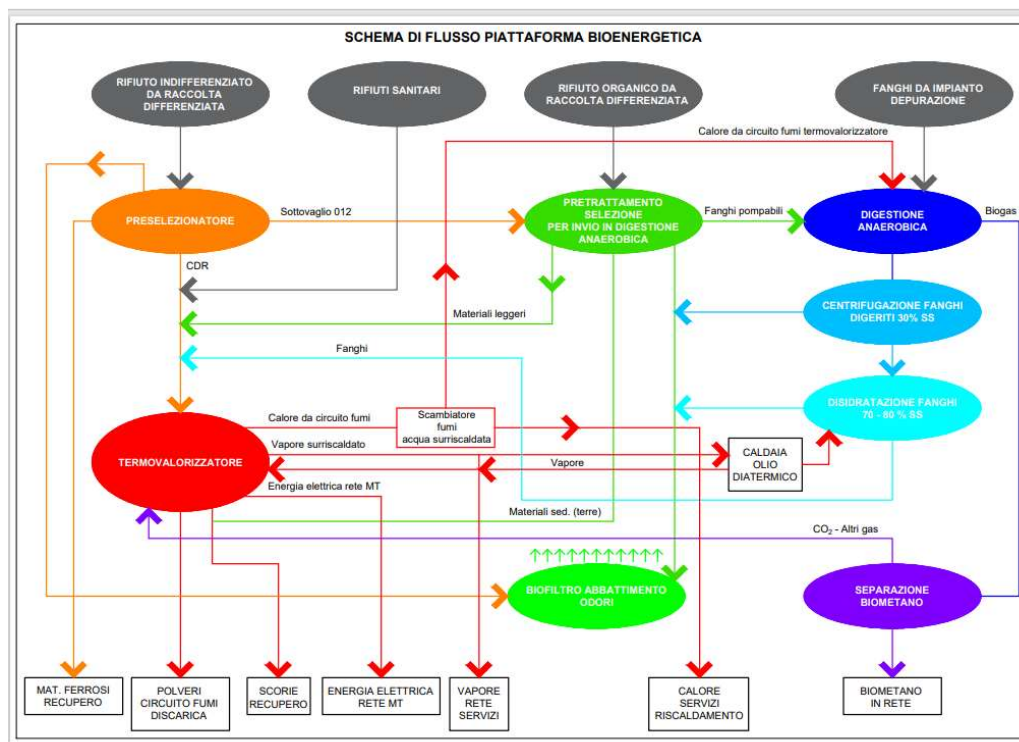 SCHEMA DI FLUSSO PIATTAFORMA BIOENERGETICA
RIFIUTO INDIFFERENZIATO
DA RACCOLTA
DIFFERENZIATA
RIFIUTI SANITARI
RIFIUTO ORGANICO DA
RACCOLTA DIFFERENZIATA
FANGHI DA IMPIANTO
DEPURAZIONE
Calore da circuito fumi termovalorizzatore
PRESELEZIONATORE
Sottovaglio 012
PRETRATTAMENTO
SELEZIONE
PER INVIO IN DIGESTIONE
ANAEROBICA
Fanghi pompabili
DIGESTIONE
ANAEROBICA
Biogas
CDR
Materiali leggeri
CENTRIFUGAZIONE FANGHI
DIGERITI 30% SS
Fanghi
DISIDRATAZIONE FANGHI
70 - 80 % SS
TERMOVALORIZZATORE
Calore da circuito fumi
Scambiatore
fumi
acqua surriscaldata
Vapore surriscaldato
Vapore
CALDAIA
OLIO
DIATERMICO
Energia elettrica rete MT
Materiali sed. (terre)
CO2 - Altri gas
BIOFILTRO ABBATTIMENTO
ODORI
SEPARAZIONE
BIOMETANO
MAT. FERROSI
RECUPERO
POLVERI
CIRCUITO FUMI
DISCARICA
SCORIE
RECUPERO
ENERGIA ELETTRICA
RETE MT
VAPORE
RETE
SERVIZI
CALORE
SERVIZI
RISCALDAMENTO
BIOMETANO
IN RETE